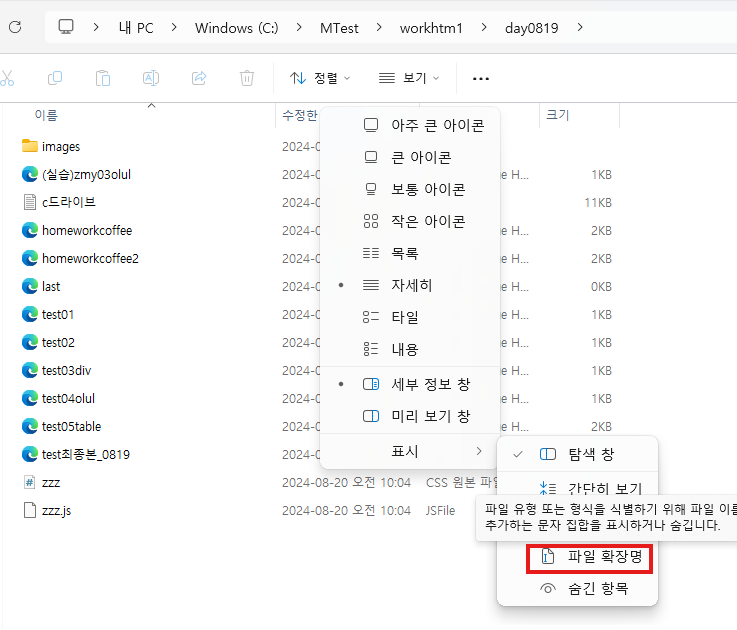 내 PC > Windows (C:) > MTest > workhtm1 > day0819 >
정렬 보기 ...
이름 수정한 크기
images 2024-0
(실습)zmy03olul 2024-0 e H... 1KB
c드라이브 2024-0 11KB
homeworkcoffee 2024-0 e H... 2KB
homeworkcoffee2 2024-0 e H... 2KB
last 2024-0 e H... 0KB
test01 2024-0 e H... 1KB
test02 2024-0 e H... 1KB
test03div 2024-0 e H... 1KB
test04olul 2024-0 e H... 1KB
test05table 2024-0 e H... 2KB
test최종본_0819 2024-0
zzz 2024-08-20 오전 10:04 CSS 원본 파일
zzz.js 2024-08-20 오전 10:04 JSFile
아주 큰 아이콘
큰 아이콘
보통 아이콘
작은 아이콘
목록
자세히
타일
내용
세부 정보 창
미리 보기 창
표시
탐색 창
간단히 보기
파일 유형 또는 형식을 식별하기 위해 파일 이름
추가하는 문자 집합을 표시하거나 숨깁니다.
파일 확장명
숨긴 항목